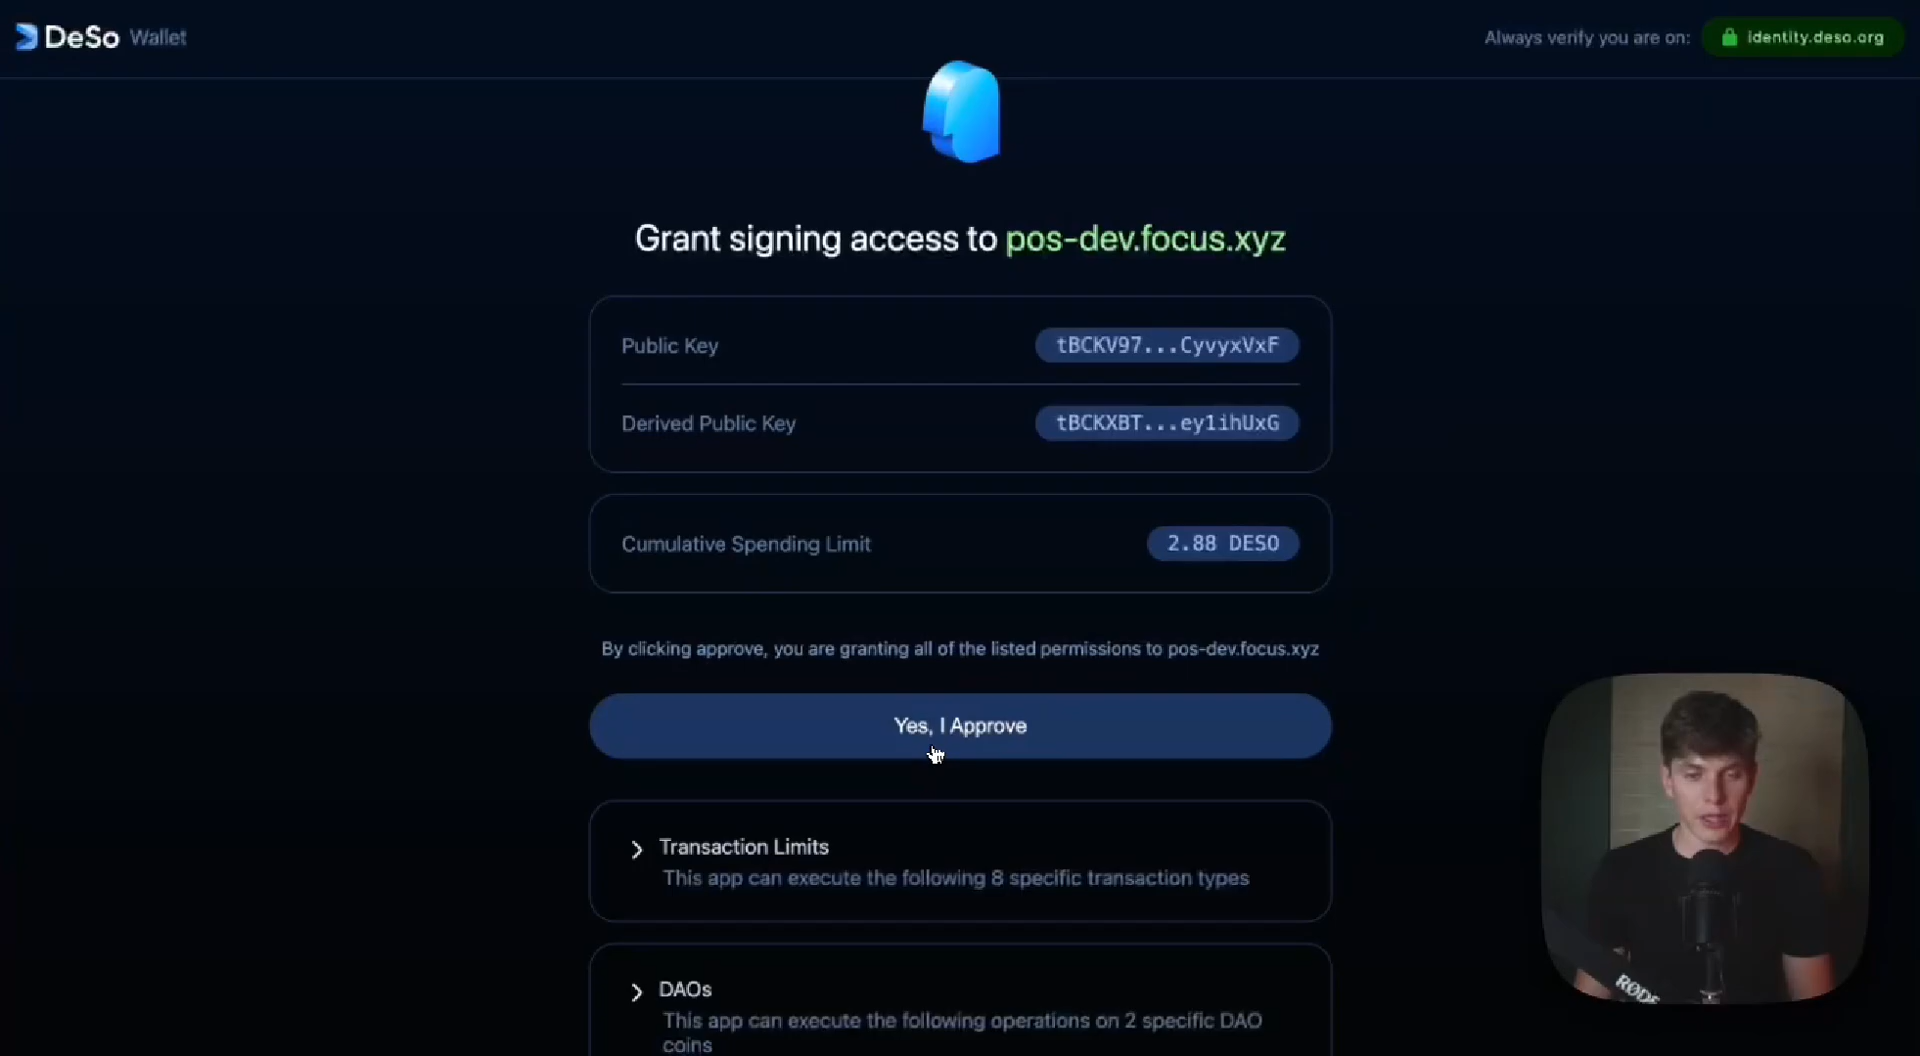 DeSo Wallet
Always verify you are on: identity.deso.org
Grant signing access to pos-dev.focus.xyz
Public Key tBCKV97...CyvyxVxF
Derived Public Key tBCKXBT...ey1ihUxG
Cumulative Spending Limit 2.88 DESO
By clicking approve, you are granting all of the listed permissions to pos-dev.focus.xyz
Yes, I Approve
Transaction Limits
This app can execute the following 8 specific transaction types
DAOs
This app can execute the following operations on 2 specific DAO
coins
RØDE